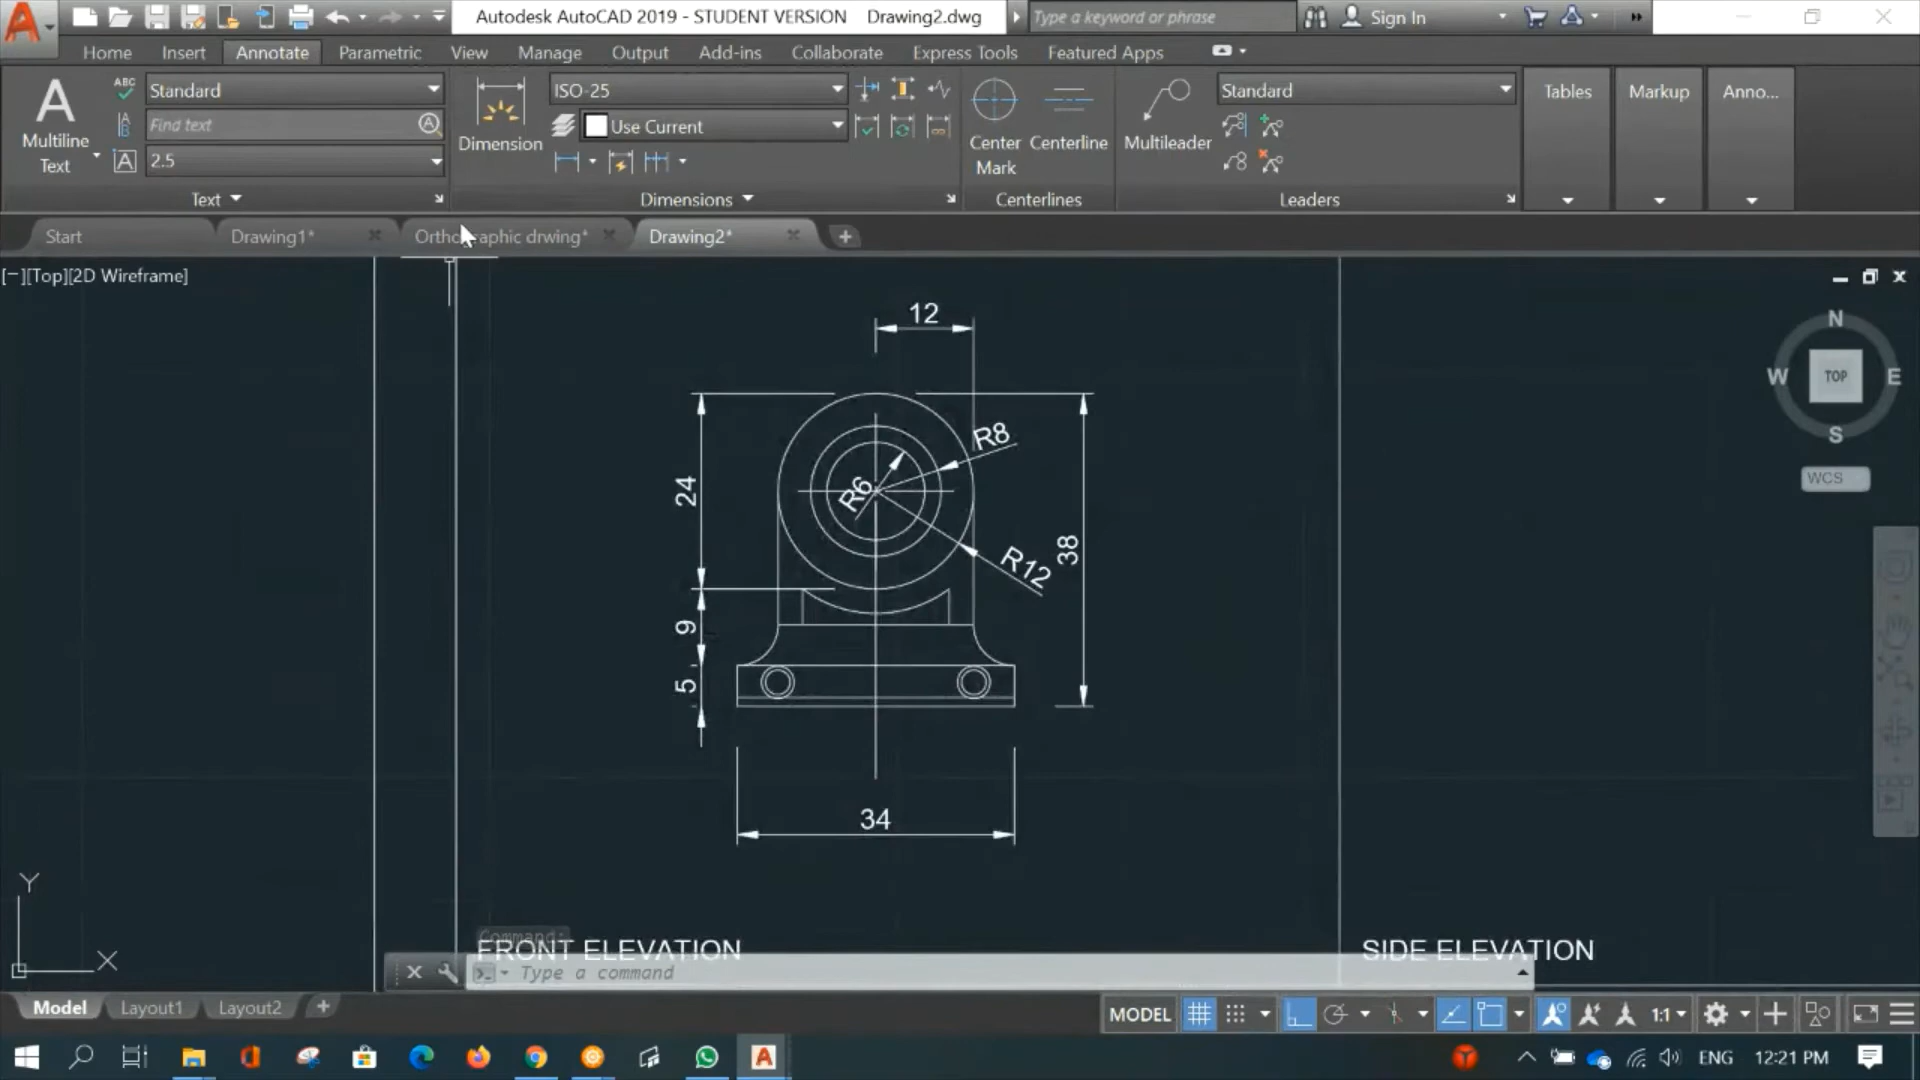 Autodesk AutoCAD 2019 - STUDENT VERSION Drawing2.dwg Type a keyword or phrase Sign In
Home Insert Annotate Parametric View Manage Output Add-ins Collaborate Express Tools Featured Apps
Multiline Text
ABC
Standard
Find text
2.5
Text
Dimension
ISO-25
Use Current
Dimensions
Center Mark
Centerline
Centerlines
Multileader
Standard
Leaders
Tables
Markup
Anno...
Start Drawing1* Orthographic drwing* Drawing2*
[−][Top][2D Wireframe]
N
W TOP E
S
WCS
12
R8
R6
24
38
R12
9
5
34
Y
X
Command:
FRONT ELEVATION
SIDE ELEVATION
Type a command
Model Layout1 Layout2 +
MODEL 1:1
ENG 12:21 PM